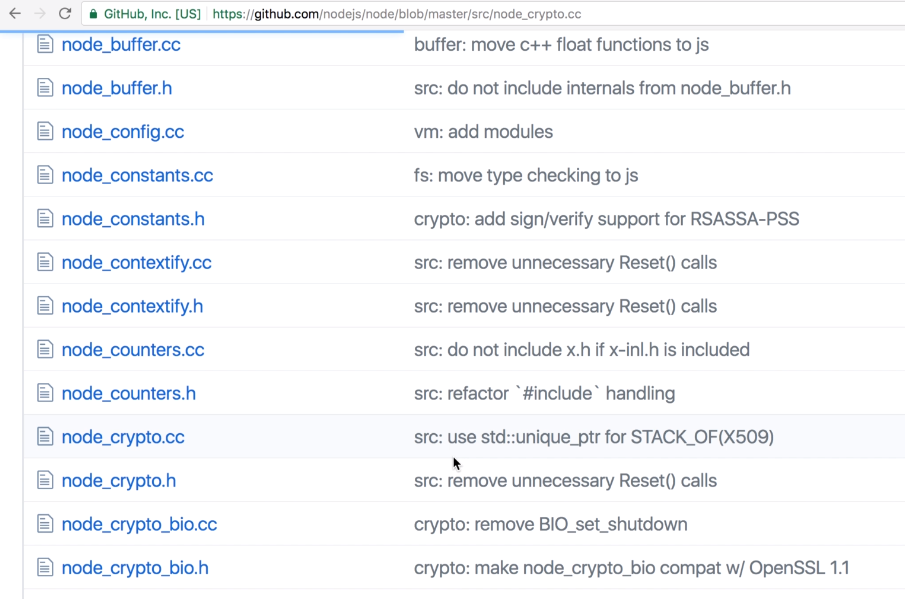 GitHub, Inc. [US] https://github.com/nodejs/node/blob/master/src/node_crypto.cc
node_buffer.cc buffer: move c++ float functions to js
node_buffer.h src: do not include internals from node_buffer.h
node_config.cc vm: add modules
node_constants.cc fs: move type checking to js
node_constants.h crypto: add sign/verify support for RSASSA-PSS
node_contextify.cc src: remove unnecessary Reset() calls
node_contextify.h src: remove unnecessary Reset() calls
node_counters.cc src: do not include x.h if x-inl.h is included
node_counters.h src: refactor `#include` handling
node_crypto.cc src: use std::unique_ptr for STACK_OF(X509)
node_crypto.h src: remove unnecessary Reset() calls
node_crypto_bio.cc crypto: remove BIO_set_shutdown
node_crypto_bio.h crypto: make node_crypto_bio compat w/ OpenSSL 1.1